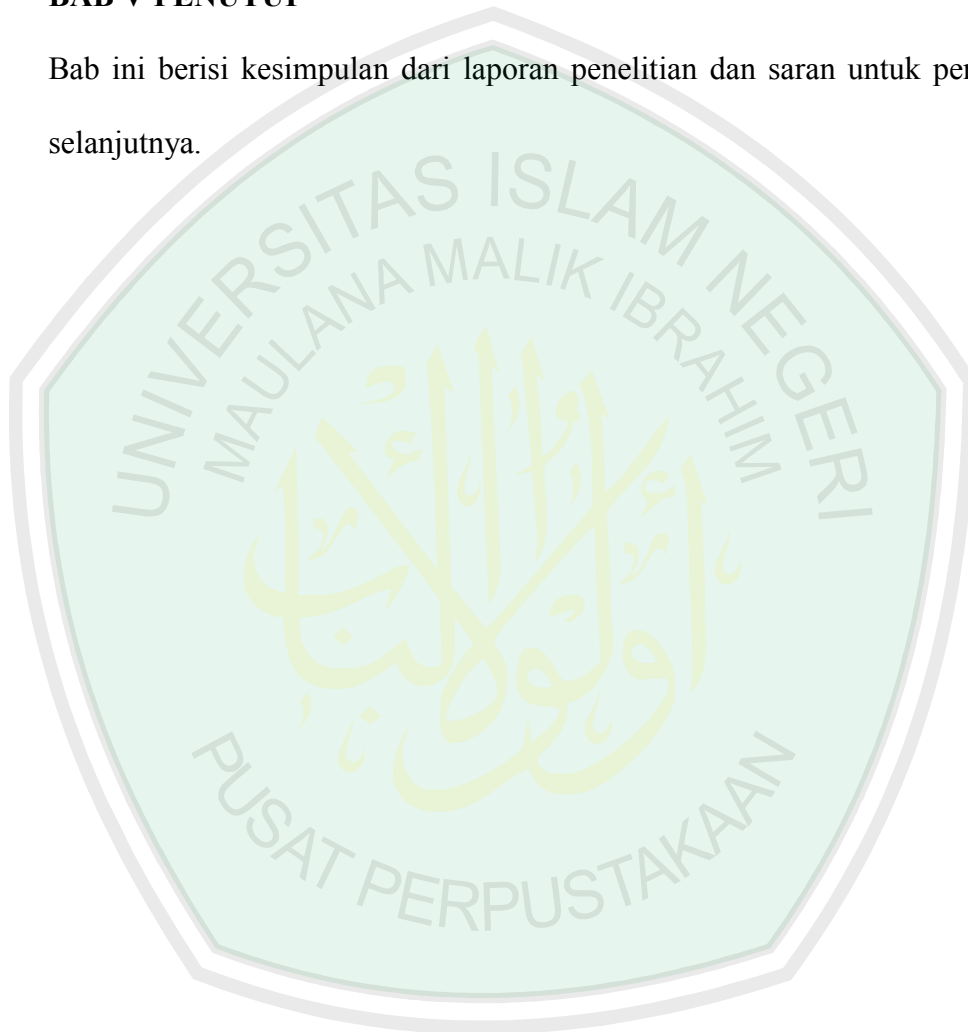 BAB V PENUTUP
Bab ini berisi kesimpulan dari laporan penelitian dan saran untuk
selanjutnya.
UNIVERSITAS ISLAM NEGERI
MAULANA MALIK IBRAHIM
PUSAT PERPUSTAKAAN